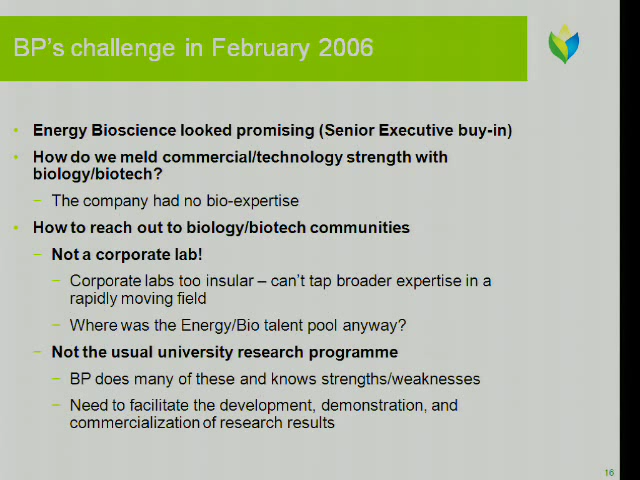 BP's challenge in February 2006
• Energy Bioscience looked promising (Senior Executive buy-in)
• How do we meld commercial/technology strength with
biology/biotech?
– The company had no bio-expertise
• How to reach out to biology/biotech communities
– Not a corporate lab!
– Corporate labs too insular – can't tap broader expertise in a
rapidly moving field
– Where was the Energy/Bio talent pool anyway?
– Not the usual university research programme
– BP does many of these and knows strengths/weaknesses
– Need to facilitate the development, demonstration, and
commercialization of research results
16